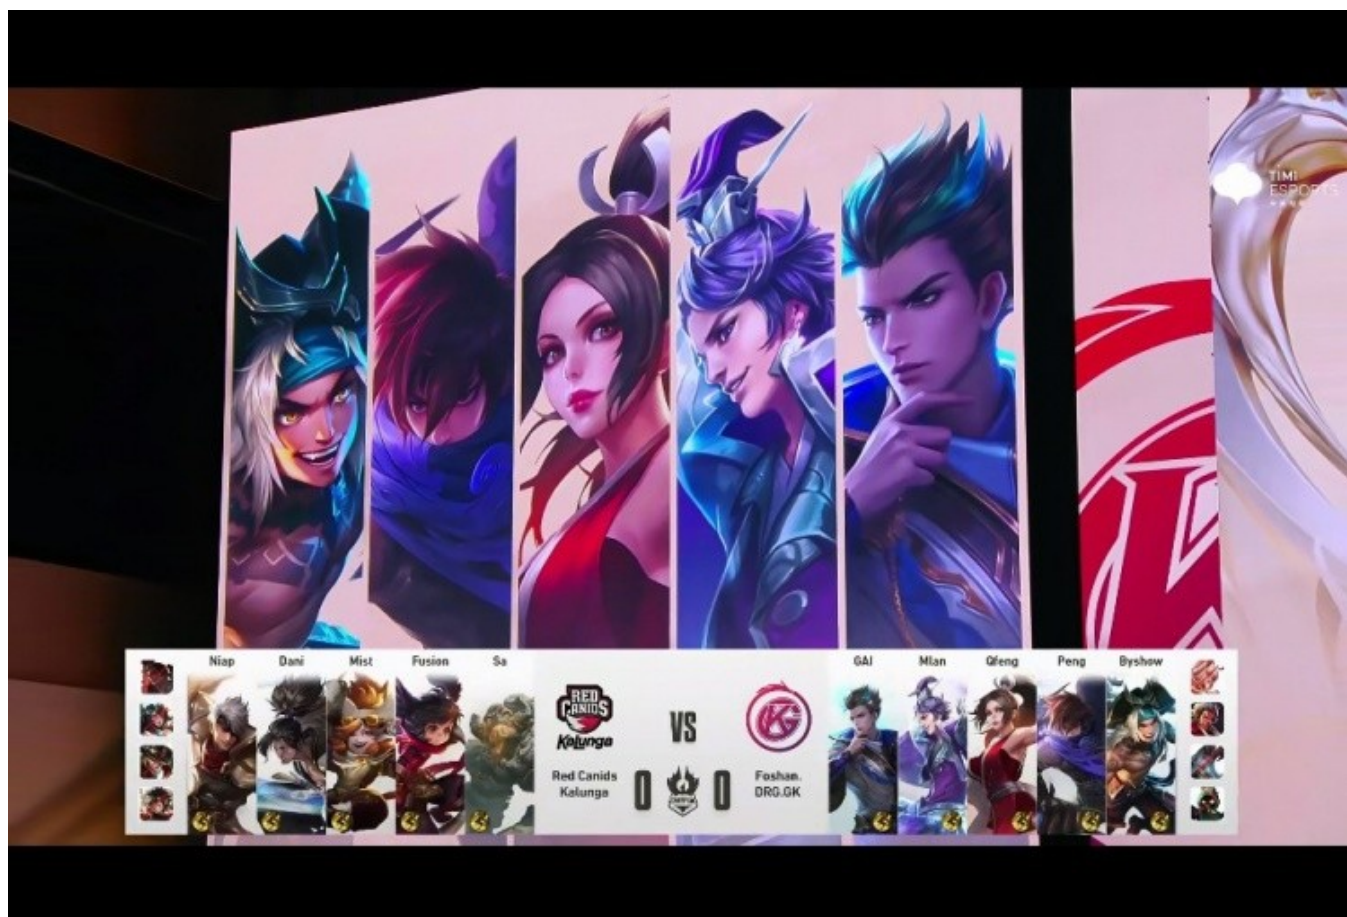 TIMI
ESPORTS
Niap Dani Mist Fusion Sa
GAI Mlan Qfeng Peng Byshow
RED
CANIDS
Kalunga
VS
KG
Red Canids
Kalunga
0 0
Foshan.
DRG.GK